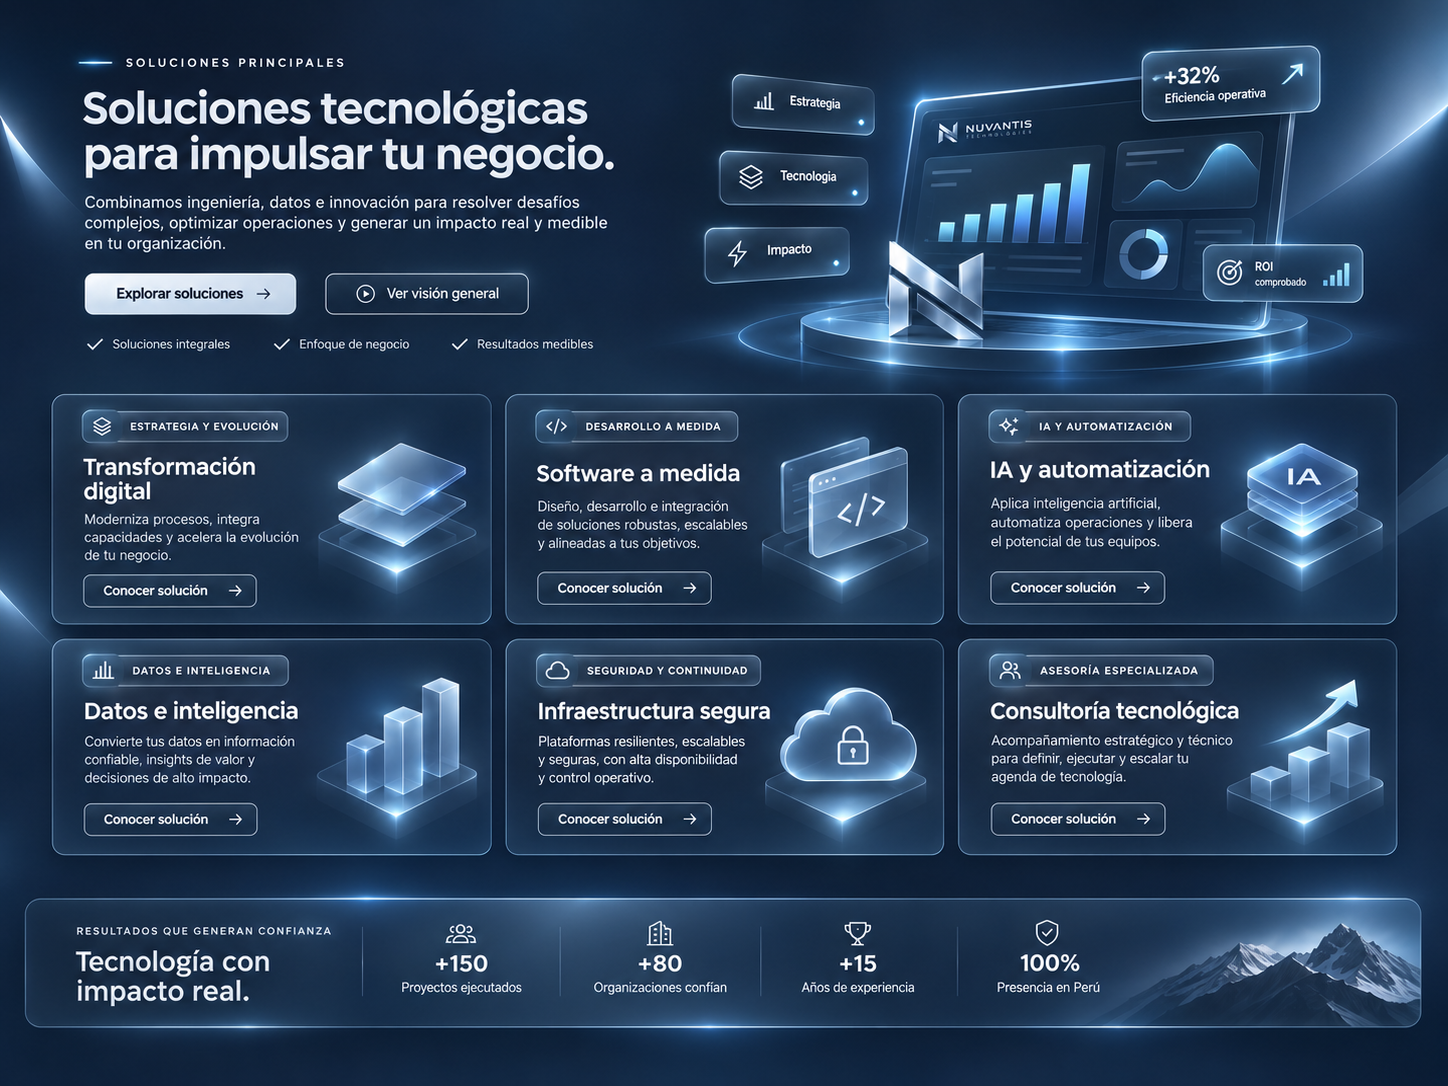 SOLUCIONES PRINCIPALES
Soluciones tecnológicas
para impulsar tu negocio.
Combinamos ingeniería, datos e innovación para resolver desafíos
complejos, optimizar operaciones y generar un impacto real y medible
en tu organización.
Explorar soluciones
Ver visión general
Soluciones integrales
Enfoque de negocio
Resultados medibles
Estrategia
Tecnologia
Impacto
NUVANTIS
TECHNOLOGIES
+32%
Eficiencia operativa
ROI
comprobado
ESTRATEGIA Y EVOLUCIÓN
Transformación
digital
Moderniza procesos, integra
capacidades y acelera la evolución
de tu negocio.
Conocer solución
DESARROLLO A MEDIDA
Software a medida
Diseño, desarrollo e integración
de soluciones robustas, escalables
y alineadas a tus objetivos.
Conocer solución
</>
IA Y AUTOMATIZACIÓN
IA y automatización
Aplica inteligencia artificial,
automatiza operaciones y libera
el potencial de tus equipos.
Conocer solución
IA
DATOS E INTELIGENCIA
Datos e inteligencia
Convierte tus datos en información
confiable, insights de valor y
decisiones de alto impacto.
Conocer solución
SEGURIDAD Y CONTINUIDAD
Infraestructura segura
Plataformas resilientes, escalables
y seguras, con alta disponibilidad
y control operativo.
Conocer solución
ASESORÍA ESPECIALIZADA
Consultoría tecnológica
Acompañamiento estratégico y técnico
para definir, ejecutar y escalar tu
agenda de tecnología.
Conocer solución
RESULTADOS QUE GENERAN CONFIANZA
Tecnología con
impacto real.
+150
Proyectos ejecutados
+80
Organizaciones confían
+15
Años de experiencia
100%
Presencia en Perú